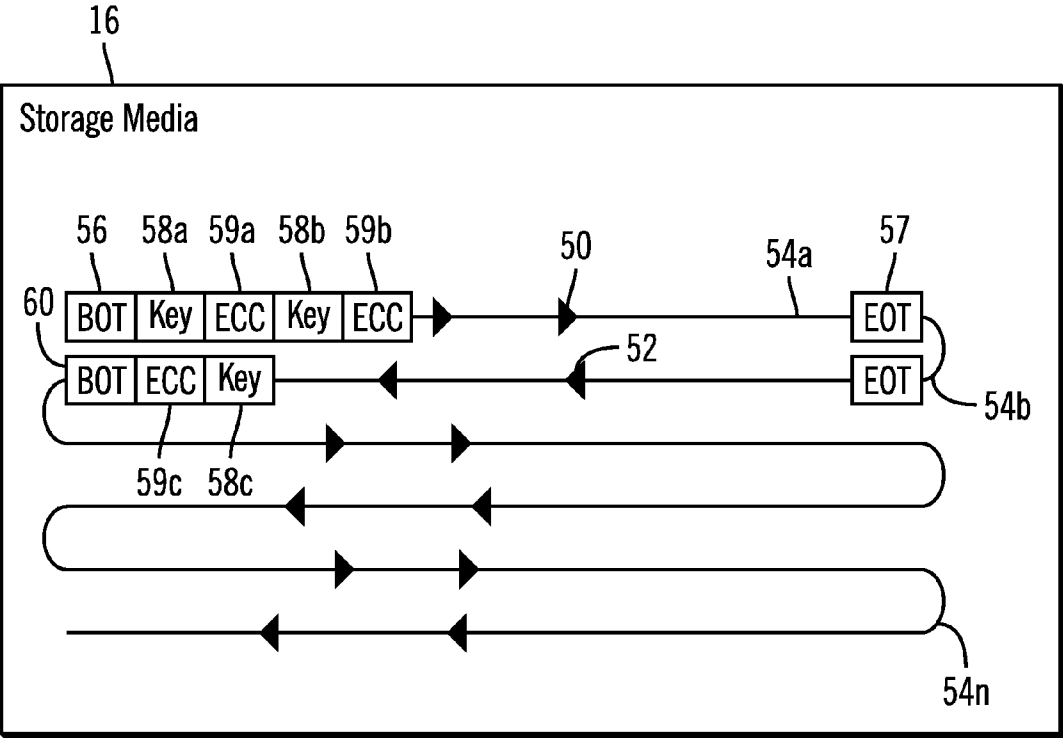 16
Storage Media
56 58a 59a 58b 59b 50 54a 57
BOT Key ECC Key ECC EOT
60
BOT ECC Key 52 EOT
54b
59c 58c
54n